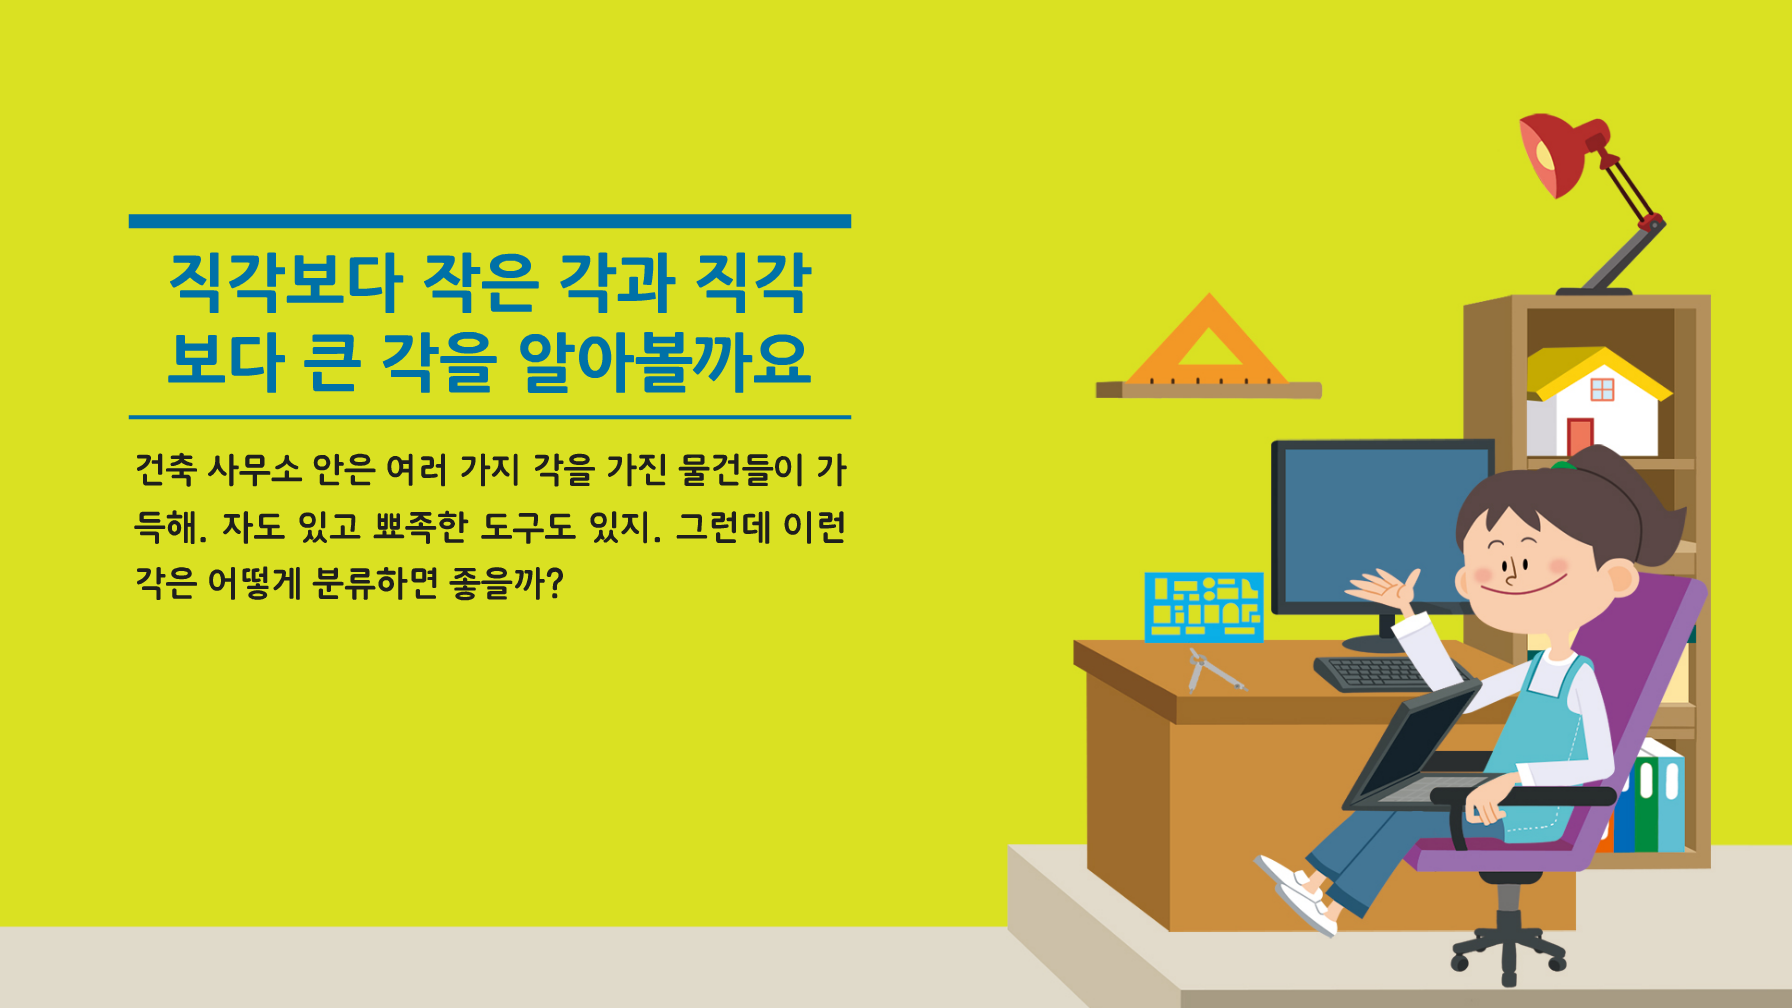 직각보다 작은 각과 직각
보다 큰 각을 알아볼까요
건축 사무소 안은 여러 가지 각을 가진 물건들이 가
득해. 자도 있고 뾰족한 도구도 있지. 그런데 이런
각은 어떻게 분류하면 좋을까?